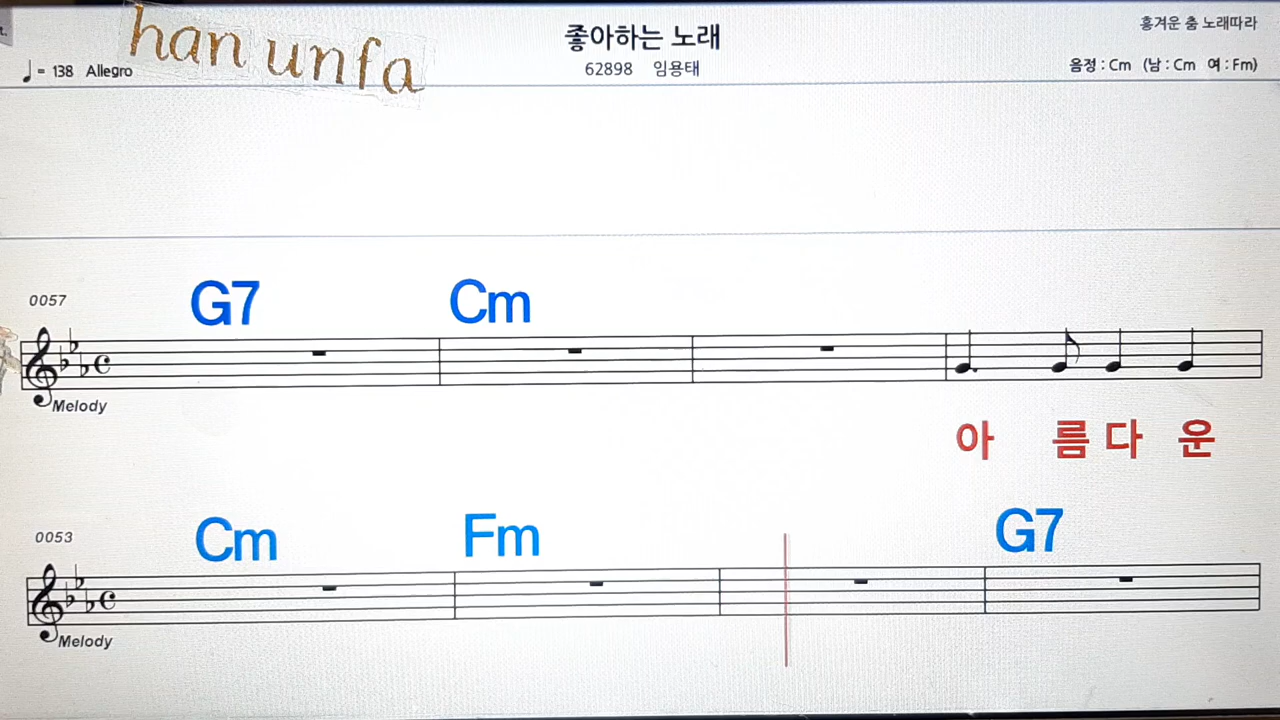 t.
han unfa
좋아하는 노래
흥겨운 춤 노래따라
♩ = 138 Allegro
62898 임용태
음정 : Cm (남 : Cm 여 : Fm)
G7 Cm
0057
Melody
아 름 다 운
Cm Fm G7
0053
Melody